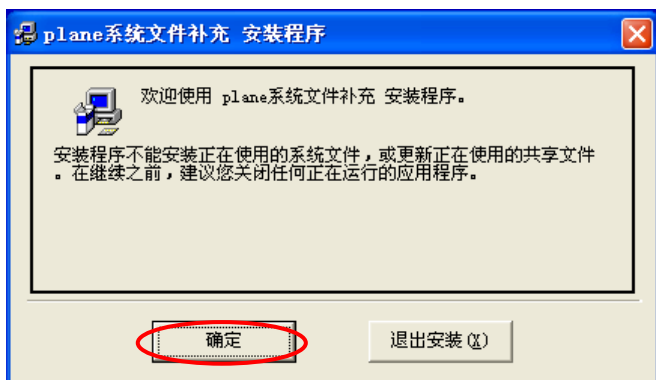 plane系统文件补充 安装程序
欢迎使用 plane系统文件补充 安装程序。
安装程序不能安装正在使用的系统文件，或更新正在使用的共享文件
。在继续之前，建议您关闭任何正在运行的应用程序。
确定
退出安装(X)